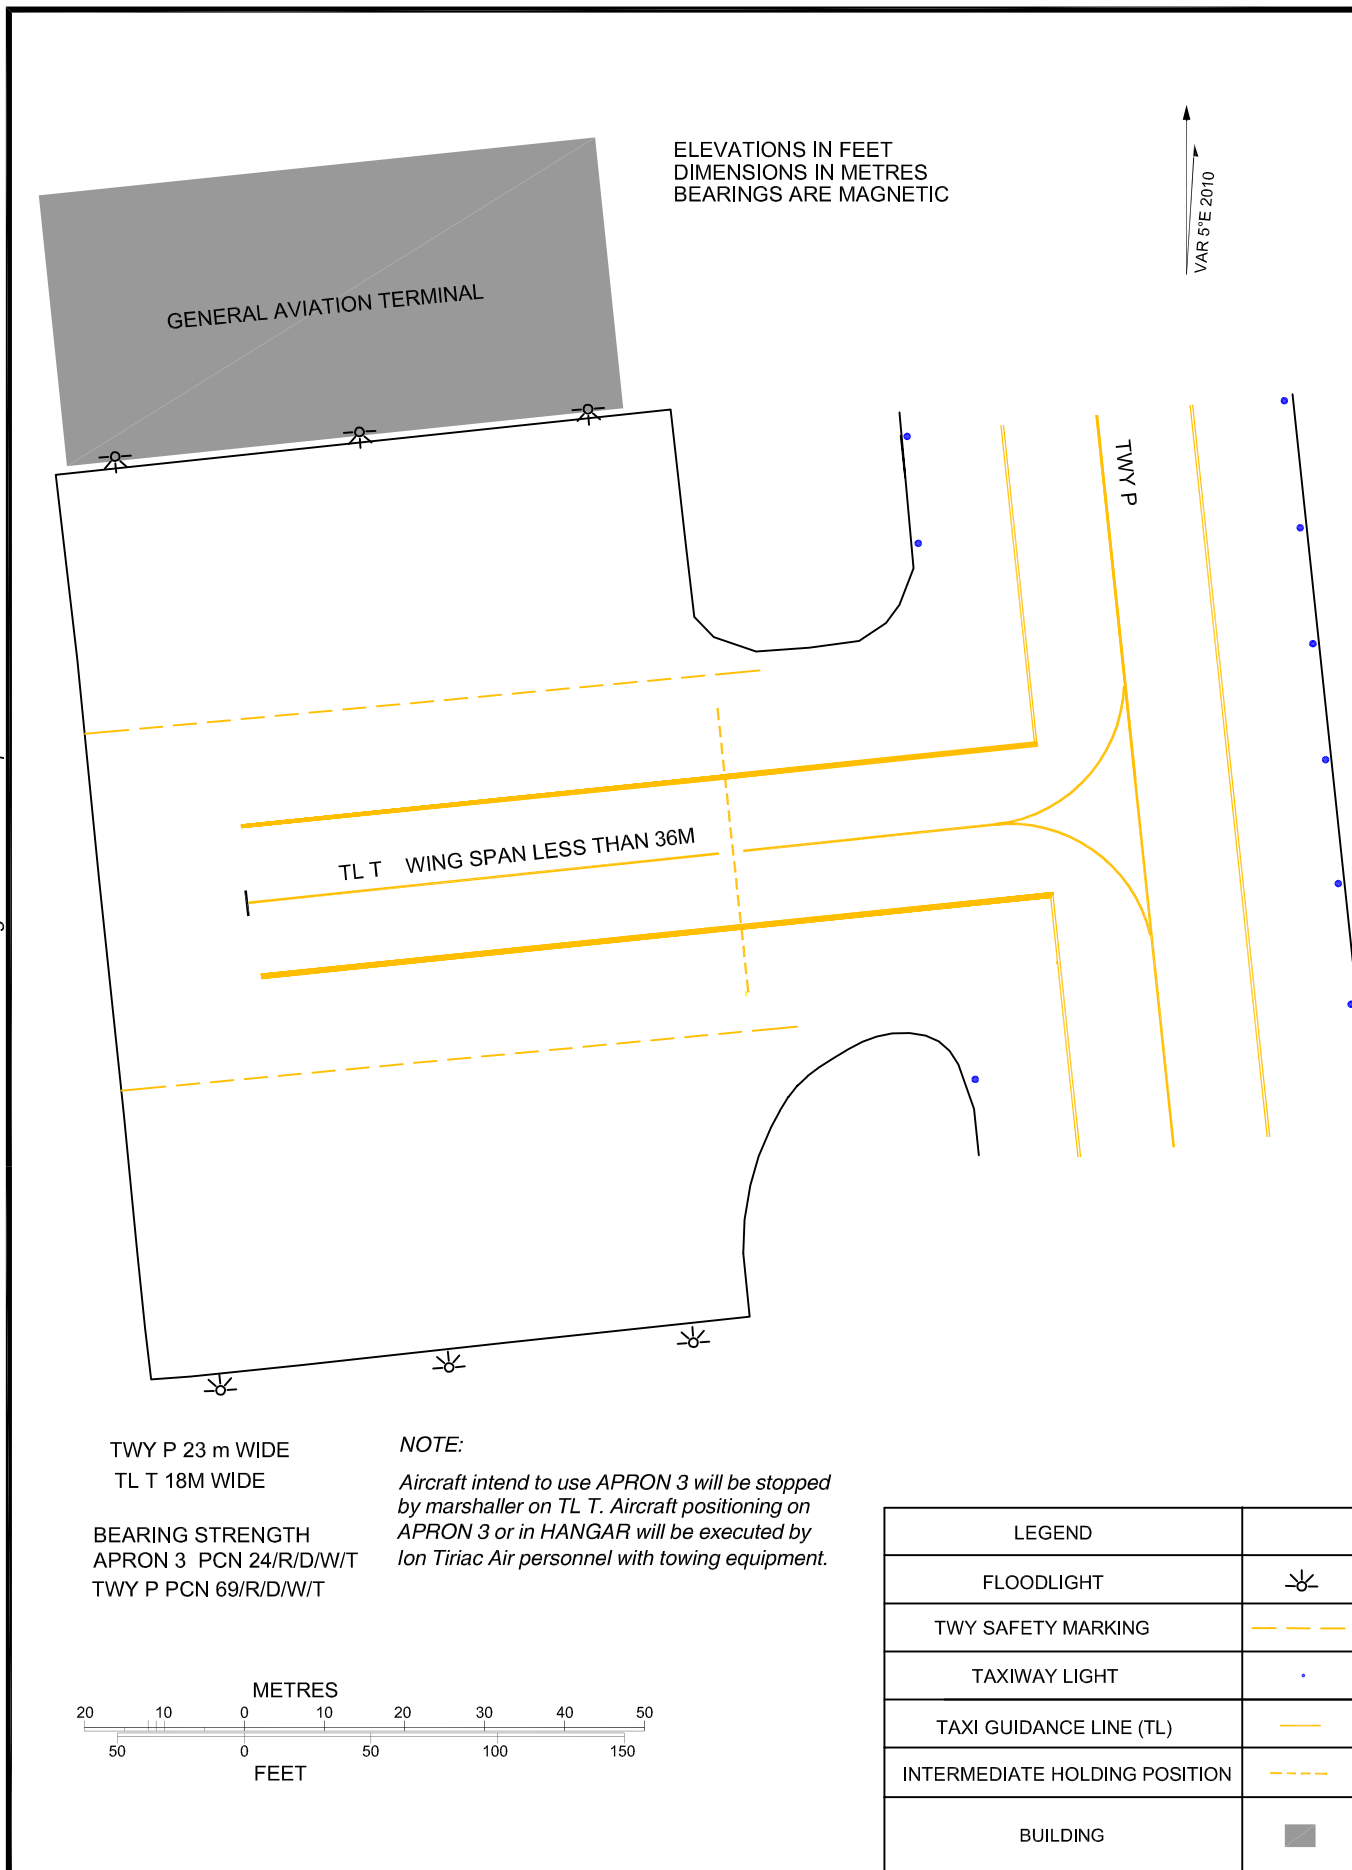 ELEVATIONS IN FEET
DIMENSIONS IN METRES
BEARINGS ARE MAGNETIC
VAR 5°E 2010
GENERAL AVIATION TERMINAL
TWY P
TL T WING SPAN LESS THAN 36M
TWY P 23 m WIDE
TL T 18M WIDE
BEARING STRENGTH
APRON 3 PCN 24/R/D/W/T
TWY P PCN 69/R/D/W/T
NOTE:
Aircraft intend to use APRON 3 will be stopped
by marshaller on TL T. Aircraft positioning on
APRON 3 or in HANGAR will be executed by
Ion Tiriac Air personnel with towing equipment.
METRES
20 10 0 10 20 30 40 50
50 0 50 100 150
FEET
LEGEND
FLOODLIGHT
TWY SAFETY MARKING
TAXIWAY LIGHT
TAXI GUIDANCE LINE (TL)
INTERMEDIATE HOLDING POSITION
BUILDING